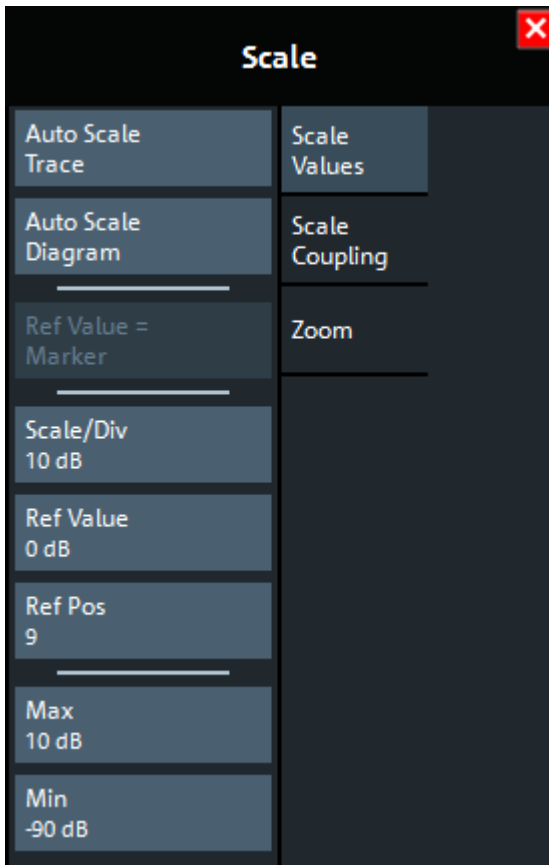 Scale
Auto Scale
Trace
Auto Scale
Diagram
Ref Value =
Marker
Scale/Div
10 dB
Ref Value
0 dB
Ref Pos
9
Max
10 dB
Min
-90 dB
Scale
Values
Scale
Coupling
Zoom